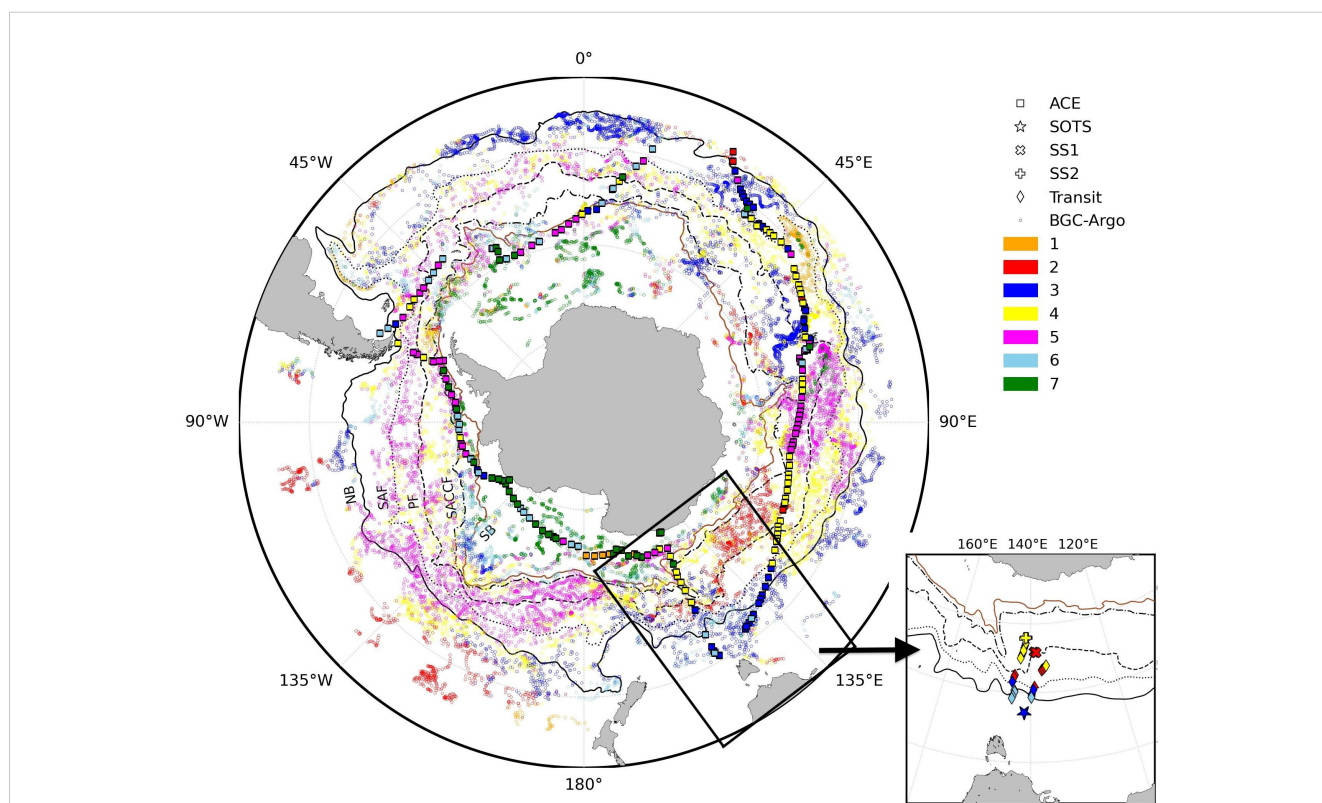 0°
45°W
45°E
90°W
90°E
135°W
135°E
180°
NB
SAF
PF
SACCF
SB
ACE
SOTS
SS1
SS2
Transit
BGC-Argo
1
2
3
4
5
6
7
160°E 140°E 120°E